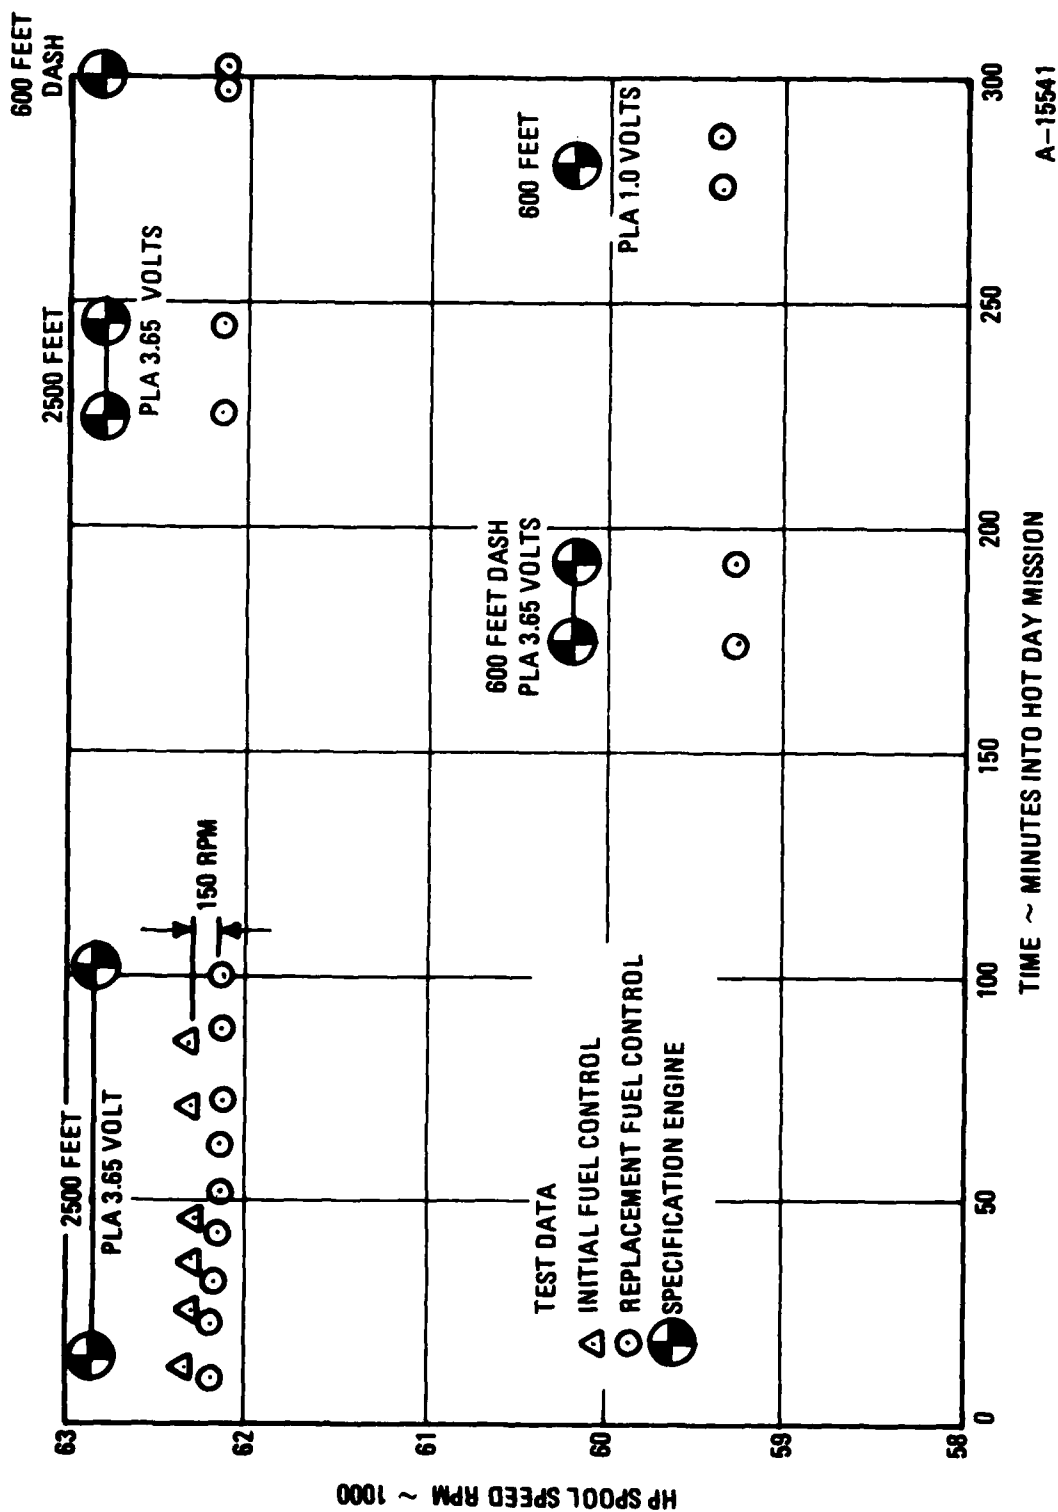 2500 FEET
PLA 3.65 VOLT
150 RPM
600 FEET DASH
PLA 3.65 VOLTS
2500 FEET
PLA 3.65 VOLTS
600 FEET
DASH
600 FEET
PLA 1.0 VOLTS
TEST DATA
INITIAL FUEL CONTROL
REPLACEMENT FUEL CONTROL
SPECIFICATION ENGINE
HP SPOOL SPEED RPM ~ 1000
63
62
61
60
59
58
0
50
100
150
200
250
300
TIME ~ MINUTES INTO HOT DAY MISSION
A-15541